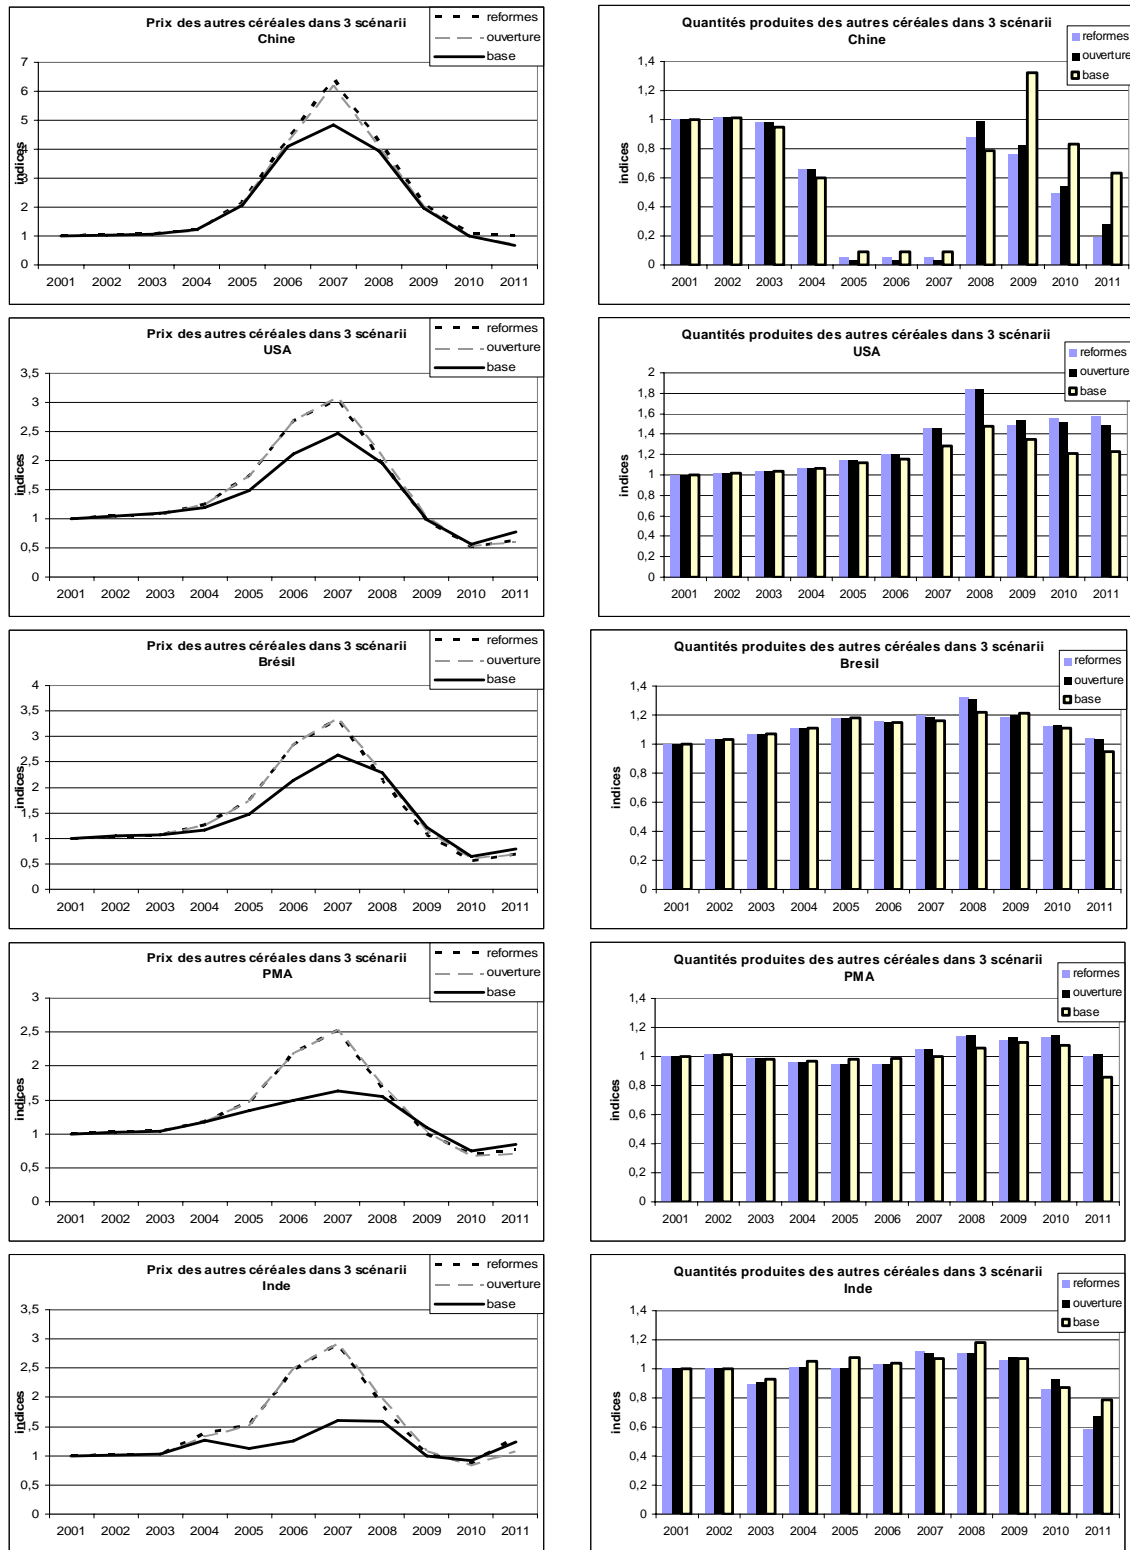 Prix des autres céréales dans 3 scénarii
Chine
reformes
ouverture
base
indices
7
6
5
4
3
2
1
0
2001 2002 2003 2004 2005 2006 2007 2008 2009 2010 2011
Quantités produites des autres céréales dans 3 scénarii
Chine
reformes
ouverture
base
indices
1,4
1,2
1
0,8
0,6
0,4
0,2
0
2001 2002 2003 2004 2005 2006 2007 2008 2009 2010 2011
Prix des autres céréales dans 3 scénarii
USA
reformes
ouverture
base
indices
3,5
3
2,5
2
1,5
1
0,5
0
2001 2002 2003 2004 2005 2006 2007 2008 2009 2010 2011
Quantités produites des autres céréales dans 3 scénarii
USA
reformes
ouverture
base
indices
2
1,8
1,6
1,4
1,2
1
0,8
0,6
0,4
0,2
0
2001 2002 2003 2004 2005 2006 2007 2008 2009 2010 2011
Prix des autres céréales dans 3 scénarii
Brésil
reformes
ouverture
base
indices
4
3,5
3
2,5
2
1,5
1
0,5
0
2001 2002 2003 2004 2005 2006 2007 2008 2009 2010 2011
Quantités produites des autres céréales dans 3 scénarii
Bresil
reformes
ouverture
base
indices
1,4
1,2
1
0,8
0,6
0,4
0,2
0
2001 2002 2003 2004 2005 2006 2007 2008 2009 2010 2011
Prix des autres céréales dans 3 scénarii
PMA
reformes
ouverture
base
indices
3
2,5
2
1,5
1
0,5
0
2001 2002 2003 2004 2005 2006 2007 2008 2009 2010 2011
Quantités produites des autres céréales dans 3 scénarii
PMA
reformes
ouverture
base
indices
1,4
1,2
1
0,8
0,6
0,4
0,2
0
2001 2002 2003 2004 2005 2006 2007 2008 2009 2010 2011
Prix des autres céréales dans 3 scénarii
Inde
reformes
ouverture
base
indices
3,5
3
2,5
2
1,5
1
0,5
0
2001 2002 2003 2004 2005 2006 2007 2008 2009 2010 2011
Quantités produites des autres céréales dans 3 scénarii
Inde
reformes
ouverture
base
indices
1,4
1,2
1
0,8
0,6
0,4
0,2
0
2001 2002 2003 2004 2005 2006 2007 2008 2009 2010 2011